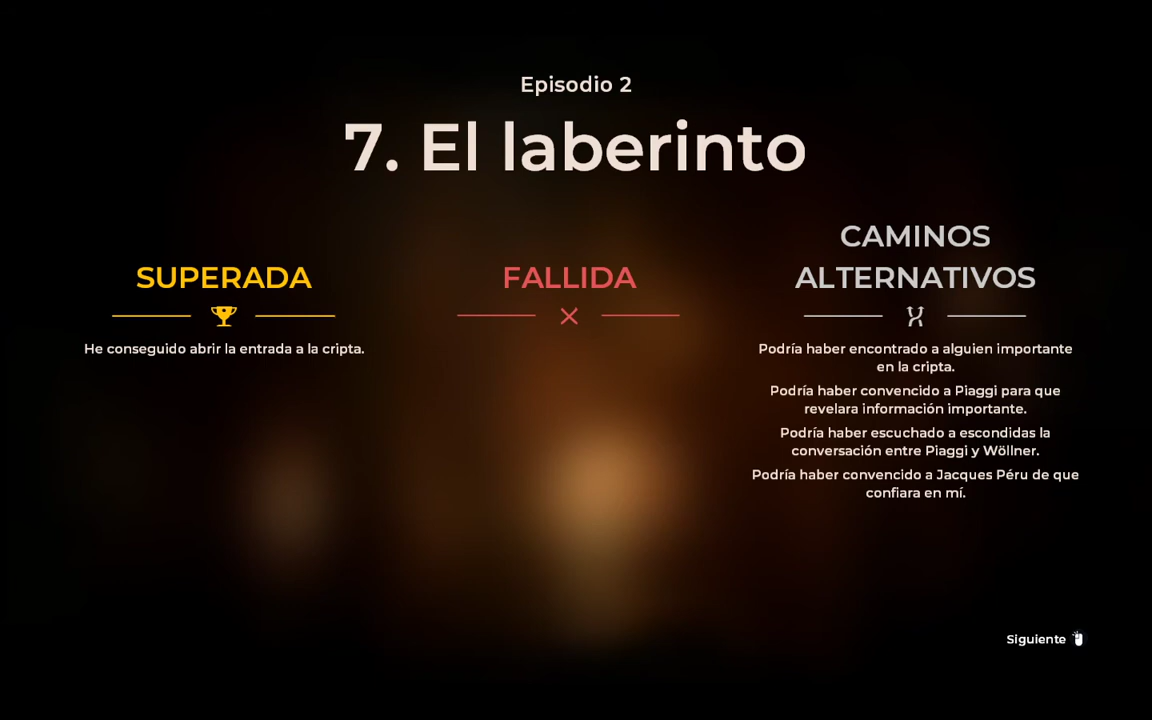 Episodio 2
7. El laberinto
SUPERADA
He conseguido abrir la entrada a la cripta.
FALLIDA
CAMINOS
ALTERNATIVOS
Podría haber encontrado a alguien importante
en la cripta.
Podría haber convencido a Piaggi para que
revelara información importante.
Podría haber escuchado a escondidas la
conversación entre Piaggi y Wöllner.
Podría haber convencido a Jacques Péru de que
confiara en mí.
Siguiente